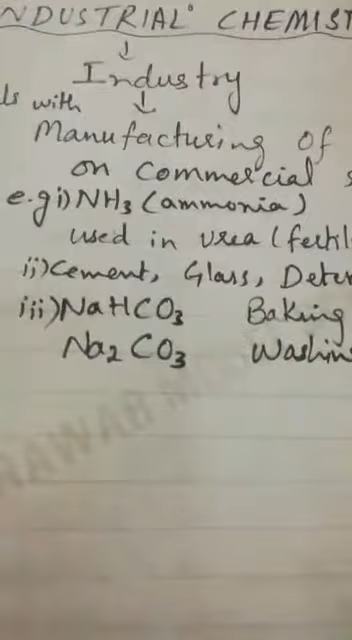 NDUSTRIAL CHEMIST
Industry
ls with
Manufacturing of
on commercial s
e.g i) NH3 (ammonia)
used in urea (fertil
ii) Cement, Glass, Deter
iii) NaHCO3 Baking
Na2CO3 Washin